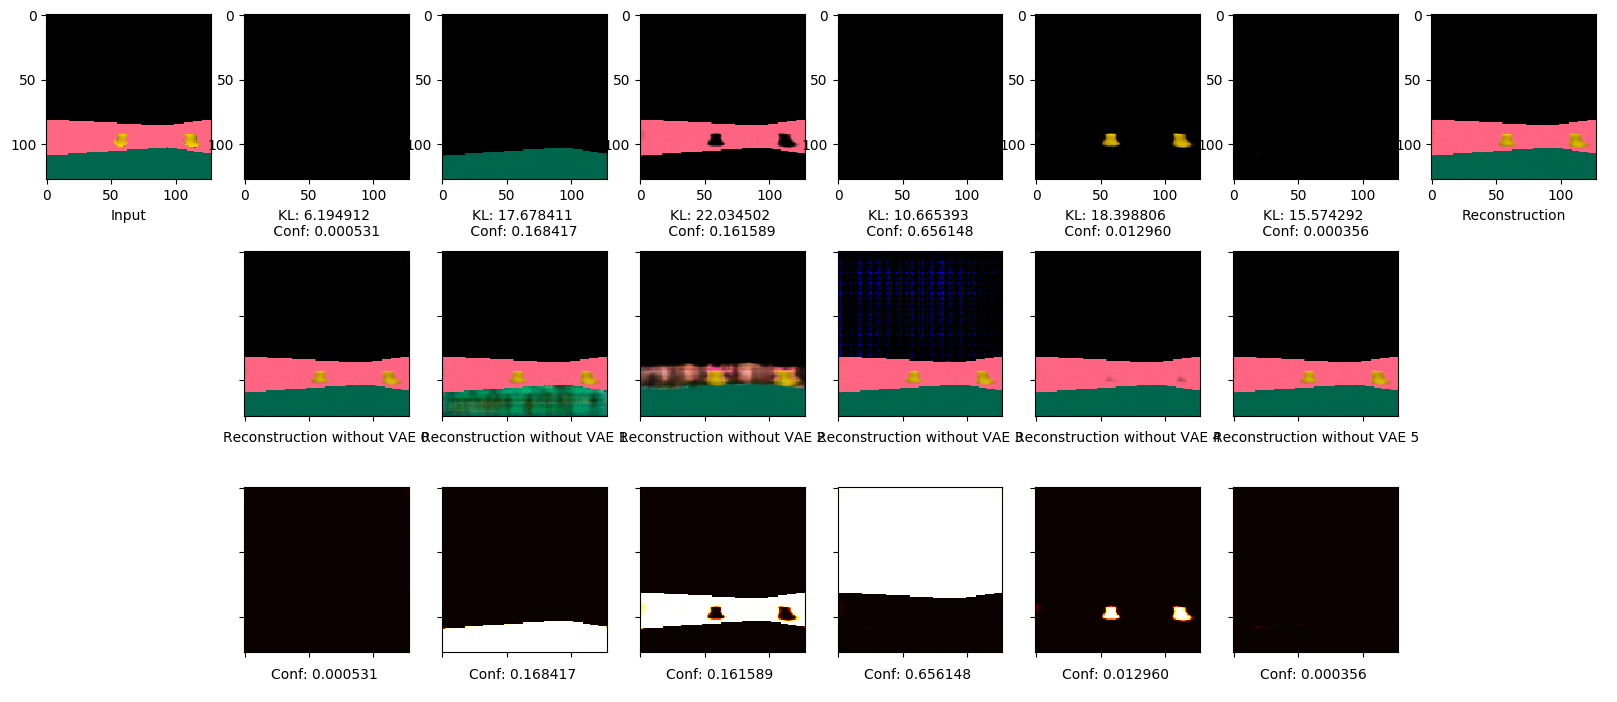 0
50
100
0 50 100
Input
0
50
100
0 50 100
KL: 6.194912
Conf: 0.000531
0
50
100
0 50 100
KL: 17.678411
Conf: 0.168417
0
50
100
0 50 100
KL: 22.034502
Conf: 0.161589
0
50
100
0 50 100
KL: 10.665393
Conf: 0.656148
0
50
100
0 50 100
KL: 18.398806
Conf: 0.012960
0
50
100
0 50 100
KL: 15.574292
Conf: 0.000356
0
50
100
0 50 100
Reconstruction
Reconstruction without VAE 0
Reconstruction without VAE 1
Reconstruction without VAE 2
Reconstruction without VAE 3
Reconstruction without VAE 4
Reconstruction without VAE 5
Conf: 0.000531
Conf: 0.168417
Conf: 0.161589
Conf: 0.656148
Conf: 0.012960
Conf: 0.000356